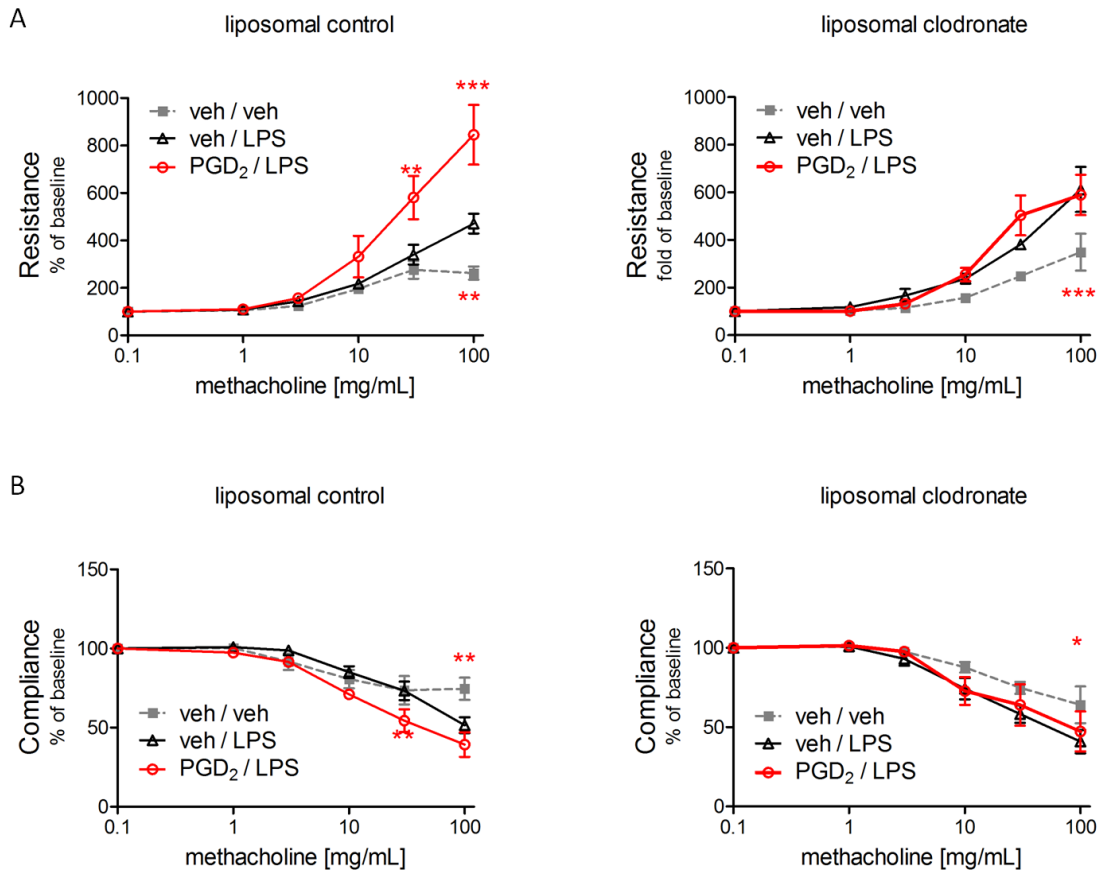 A
liposomal control
liposomal clodronate
Resistance
% of baseline
1000
800
600
400
200
0
veh / veh
veh / LPS
PGD₂ / LPS
***
**
**
0.1
1
10
100
methacholine [mg/mL]
Resistance
fold of baseline
1000
800
600
400
200
0
veh / veh
veh / LPS
PGD₂ / LPS
***
0.1
1
10
100
methacholine [mg/mL]
B
liposomal control
liposomal clodronate
Compliance
% of baseline
150
100
50
0
**
**
veh / veh
veh / LPS
PGD₂ / LPS
0.1
1
10
100
methacholine [mg/mL]
Compliance
% of baseline
150
100
50
0
*
veh / veh
veh / LPS
PGD₂ / LPS
0.1
1
10
100
methacholine [mg/mL]